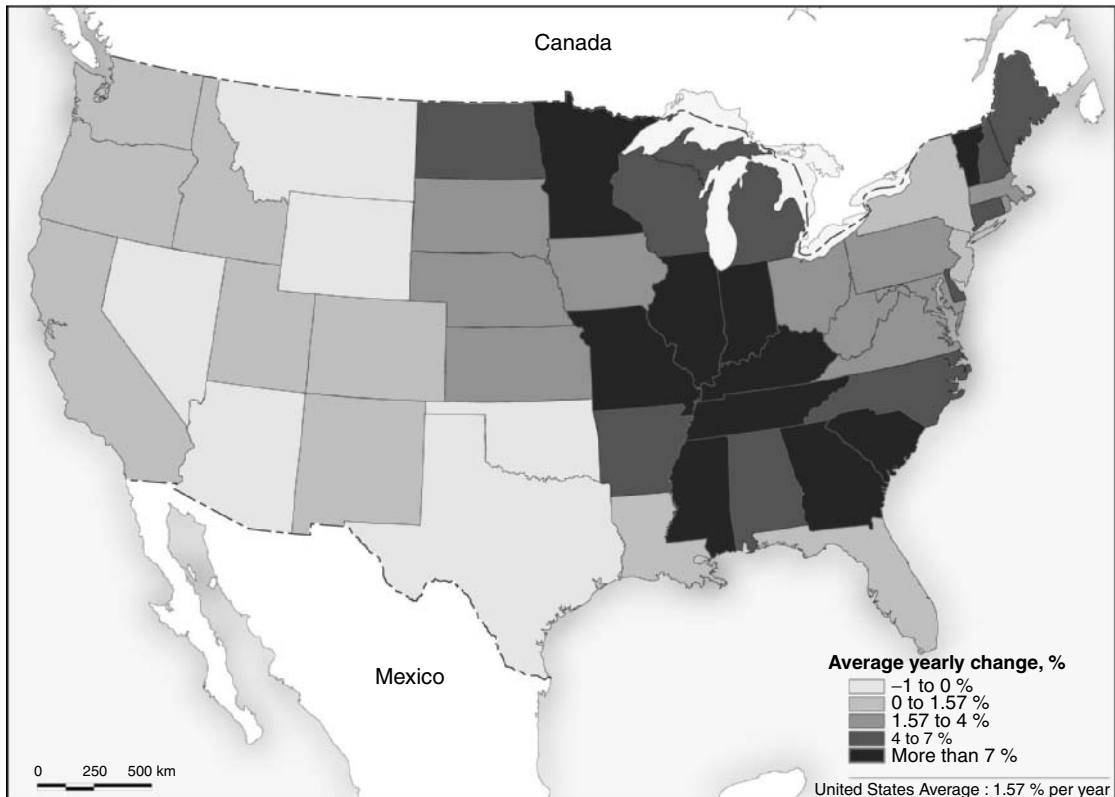 Canada
Mexico
Average yearly change, %
–1 to 0 %
0 to 1.57 %
1.57 to 4 %
4 to 7 %
More than 7 %
0 250 500 km
United States Average : 1.57 % per year